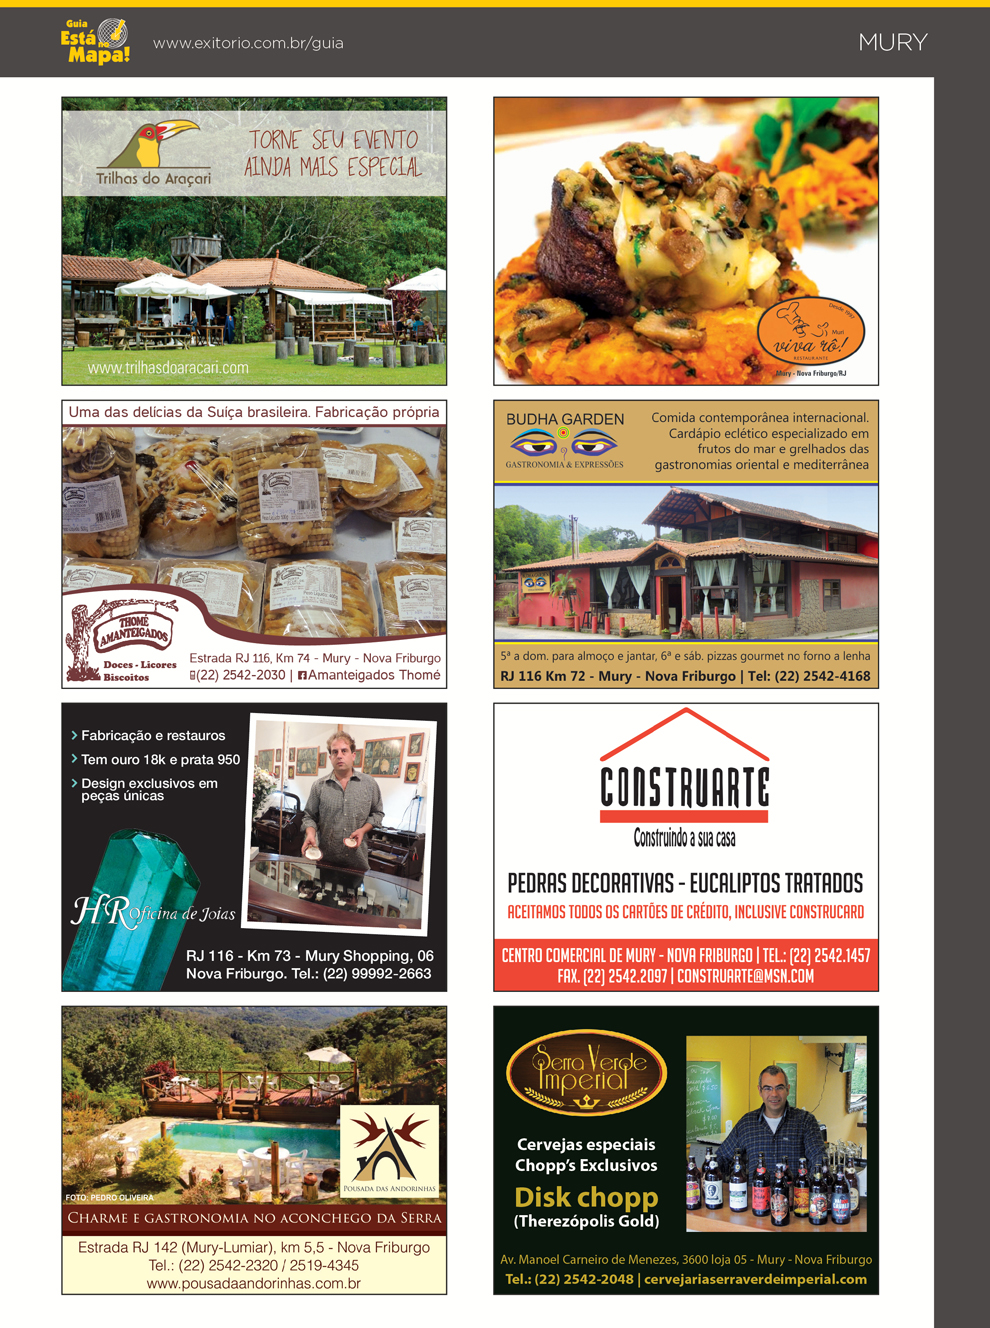 Guia
Está no
Mapa!
www.exitorio.com.br/guia
MURY
Trilhas do Araçari
TORNE SEU EVENTO
AINDA MAIS ESPECIAL
www.trilhasdoaracari.com
Desde 1992
Muri
viva rô!
RESTAURANTE
Mury - Nova Friburgo/RJ
Uma das delícias da Suíça brasileira. Fabricação própria
THOMÉ
AMANTEIGADOS
Doces - Licores
Biscoitos
Estrada RJ 116, Km 74 - Mury - Nova Friburgo
(22) 2542-2030 | Amanteigados Thomé
BUDHA GARDEN
GASTRONOMIA & EXPRESSÕES
Comida contemporânea internacional.
Cardápio eclético especializado em
frutos do mar e grelhados das
gastronomias oriental e mediterrânea
5ª a dom. para almoço e jantar, 6ª e sáb. pizzas gourmet no forno a lenha
RJ 116 Km 72 - Mury - Nova Friburgo | Tel: (22) 2542-4168
Fabricação e restauros
Tem ouro 18k e prata 950
Design exclusivos em
peças únicas
HR oficina de Joias
RJ 116 - Km 73 - Mury Shopping, 06
Nova Friburgo. Tel.: (22) 99992-2663
CONSTRUARTE
Construindo a sua casa
PEDRAS DECORATIVAS - EUCALIPTOS TRATADOS
ACEITAMOS TODOS OS CARTÕES DE CRÉDITO, INCLUSIVE CONSTRUCARD
CENTRO COMERCIAL DE MURY - NOVA FRIBURGO | TEL.: (22) 2542.1457
FAX. (22) 2542.2097 | CONSTRUARTE@MSN.COM
POUSADA DAS ANDORINHAS
FOTO: PEDRO OLIVEIRA
CHARME E GASTRONOMIA NO ACONCHEGO DA SERRA
Estrada RJ 142 (Mury-Lumiar), km 5,5 - Nova Friburgo
Tel.: (22) 2542-2320 / 2519-4345
www.pousadaandorinhas.com.br
Serra Verde
Imperial
Cervejas especiais
Chopp's Exclusivos
Disk chopp
(Therezópolis Gold)
Av. Manoel Carneiro de Menezes, 3600 loja 05 - Mury - Nova Friburgo
Tel.: (22) 2542-2048 | cervejariaserraverdeimperial.com